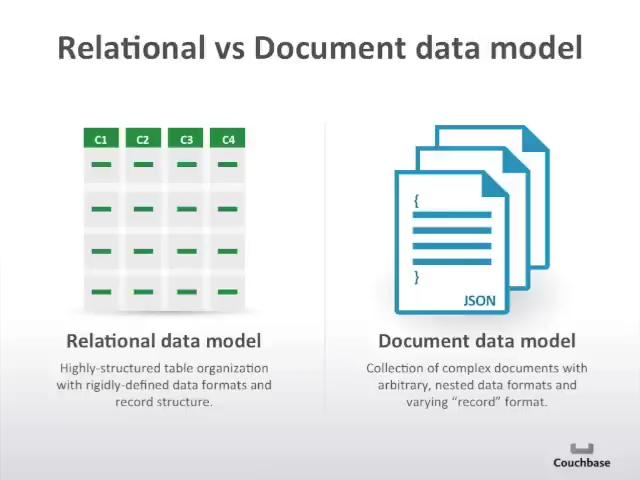 Relational vs Document data model
C1 C2 C3 C4
{
}
JSON
Relational data model
Highly-structured table organization
with rigidly-defined data formats and
record structure.
Document data model
Collection of complex documents with
arbitrary, nested data formats and
varying “record” format.
Couchbase